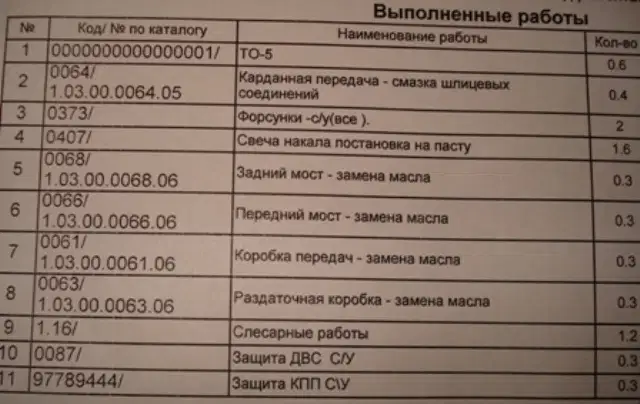 Выполненные работы
№ Код/ № по каталогу Наименование работы Кол-во
1 0000000000000001/ ТО-5 0.6
2 0064/ 1.03.00.0064.05 Карданная передача - смазка шлицевых соединений 0.4
3 0373/ Форсунки -с/у(все ). 2
4 0407/ Свеча накала постановка на пасту 1.6
5 0068/ 1.03.00.0068.06 Задний мост - замена масла 0.3
6 0066/ 1.03.00.0066.06 Передний мост - замена масла 0.3
7 0061/ 1.03.00.0061.06 Коробка передач - замена масла 0.3
8 0063/ 1.03.00.0063.06 Раздаточная коробка - замена масла 0.3
9 1.16/ Слесарные работы 1.2
10 0087/ Защита ДВС С/У 0.3
11 97789444/ Защита КПП С\У 0.3